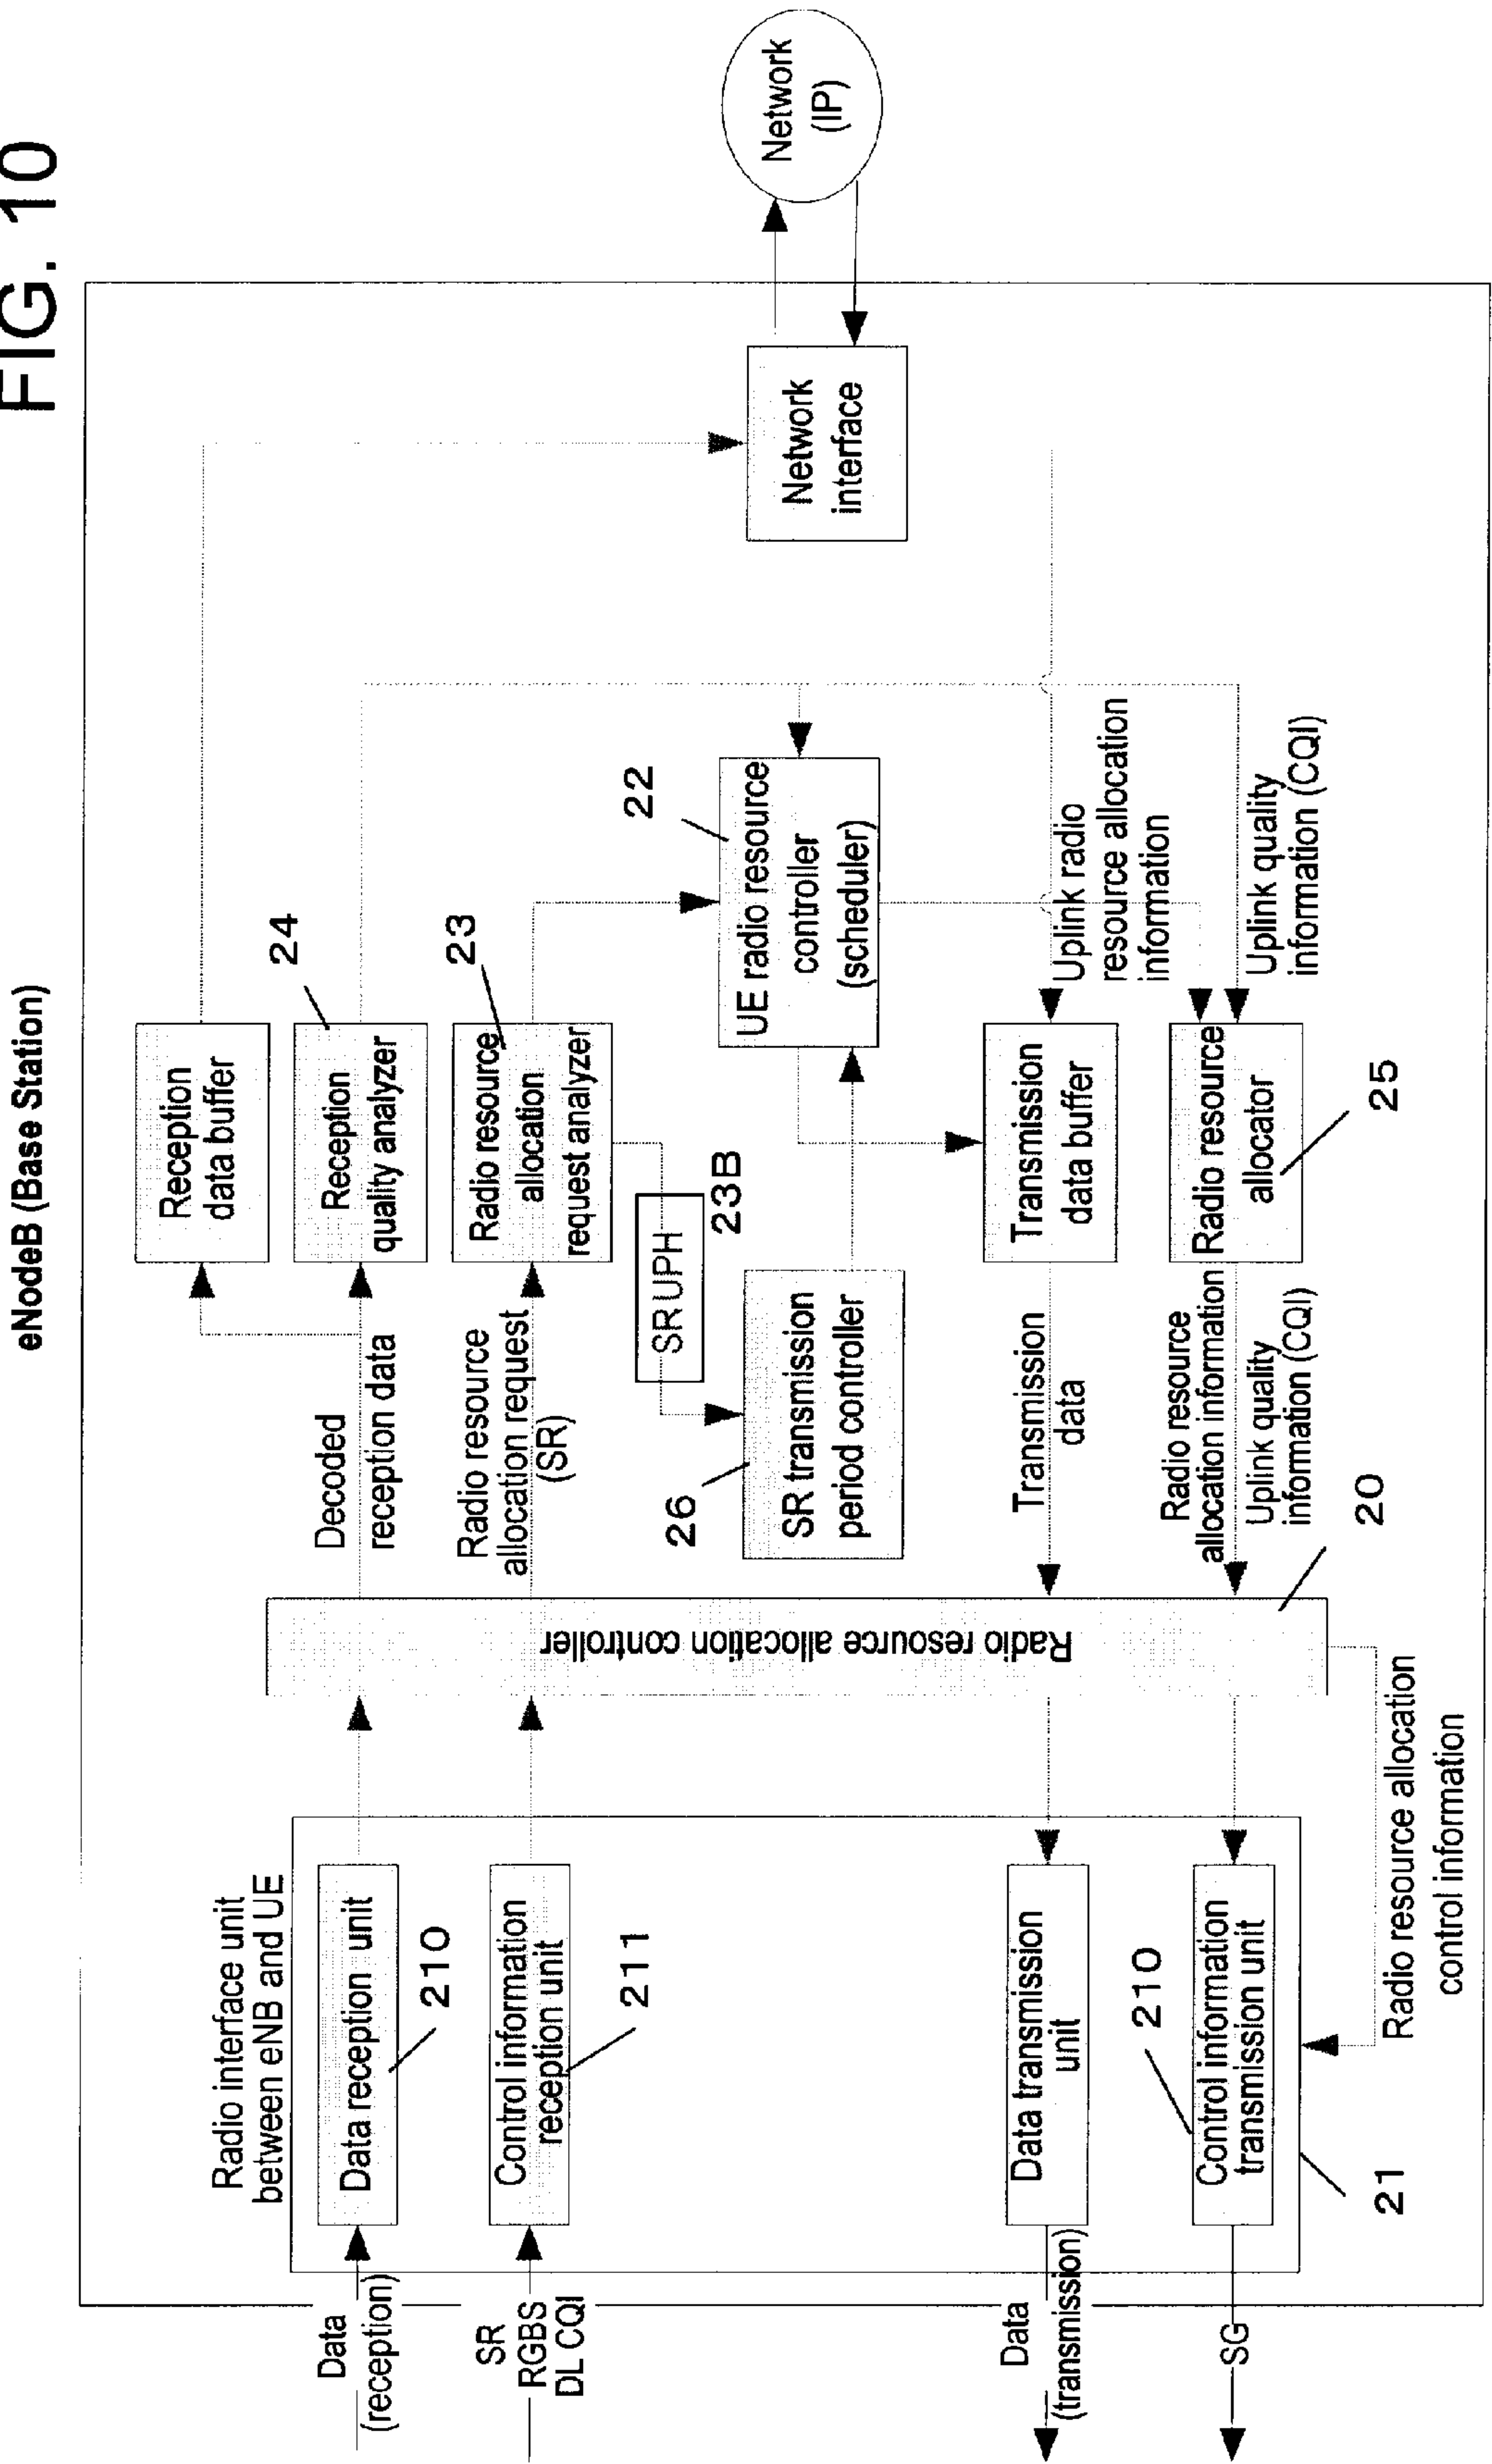 FIG. 10
eNodeB (Base Station)
Radio interface unit
between eNB and UE
Data
(reception)
Data reception unit
210
SR
RGBS
DL CQI
Control information
reception unit
211
Data
(transmission)
Data transmission
unit
SG
210
Control information
transmission unit
21
Radio resource allocation
control information
Radio resource allocation controller
20
Decoded
reception data
Radio resource
allocation request
(SR)
Transmission
data
Radio resource
allocation information
Uplink quality
information (CQI)
Reception
data buffer
24
Reception
quality analyzer
23
Radio resource
allocation
request analyzer
SRUPH
23B
26
SR transmission
period controller
22
UE radio resource
controller
(scheduler)
Transmission
data buffer
Radio resource
allocator
25
Uplink radio
resource allocation
information
Uplink quality
information (CQI)
Network
interface
Network
(IP)